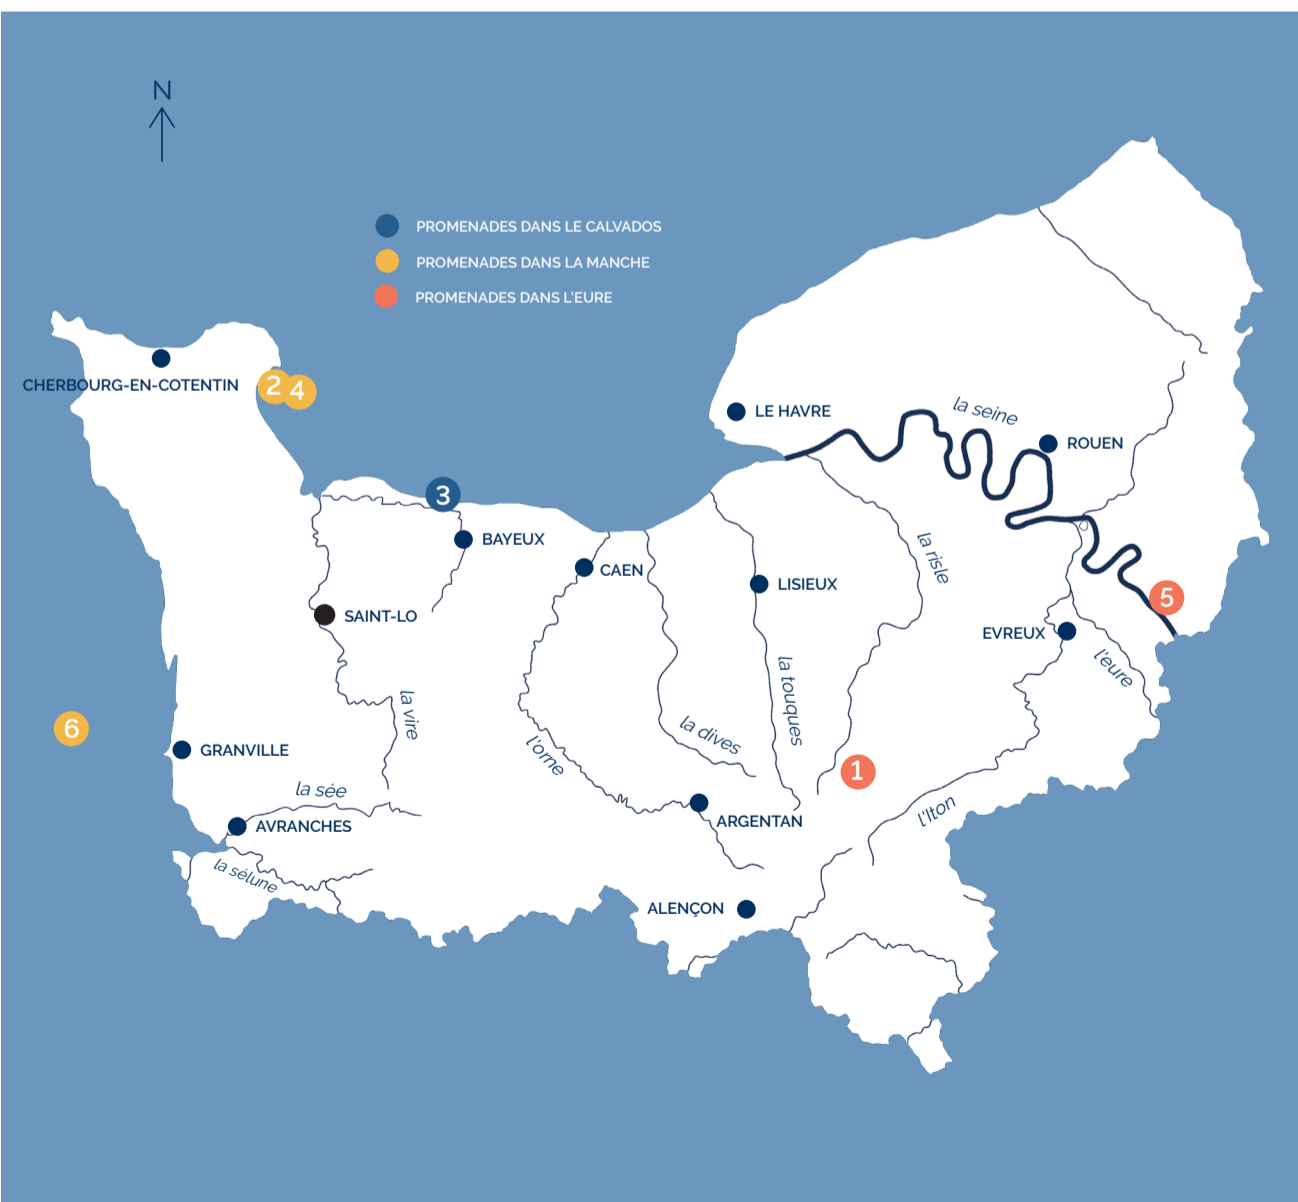 N
PROMENADES DANS LE CALVADOS
PROMENADES DANS LA MANCHE
PROMENADES DANS L'EURE
CHERBOURG-EN-COTENTIN
2
4
LE HAVRE
la seine
ROUEN
3
BAYEUX
CAEN
LISIEUX
la risle
5
SAINT-LO
EVREUX
l'eure
la vire
la touques
6
GRANVILLE
l'orne
la dives
1
la sée
AVRANCHES
ARGENTAN
l'Iton
la sélune
ALENÇON